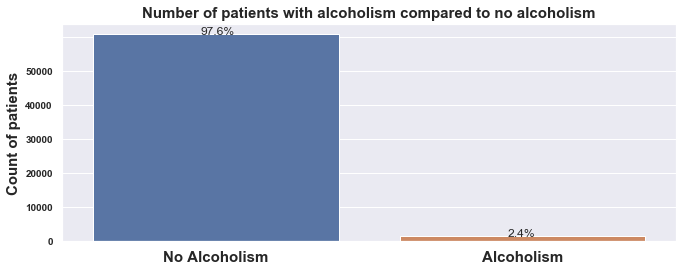 Number of patients with alcoholism compared to no alcoholism
97.6%
50000
40000
30000
20000
10000
0
Count of patients
2.4%
No Alcoholism
Alcoholism